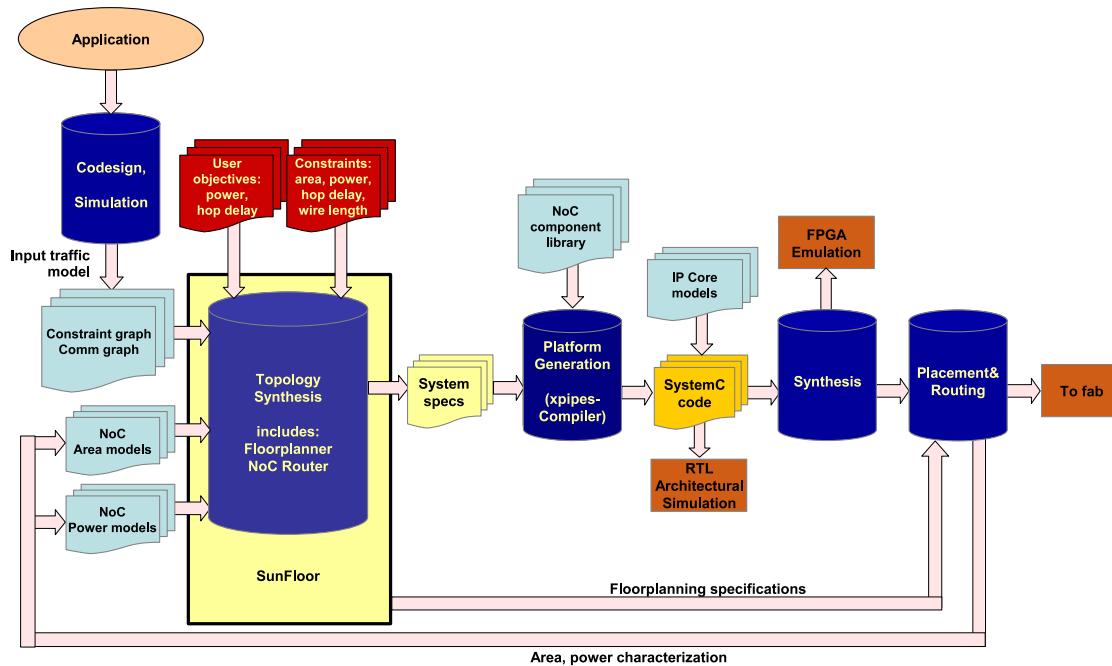 Application
Codesign,
Simulation
User
objectives:
power,
hop delay
Constraints:
area, power,
hop delay,
wire length
Input traffic
model
Constraint graph
Comm graph
NoC
Area models
NoC
Power models
Topology
Synthesis
includes:
Floorplanner
NoC Router
SunFloor
System
specs
NoC
component
library
Platform
Generation
(xpipes-
Compiler)
IP Core
models
SystemC
code
RTL
Architectural
Simulation
FPGA
Emulation
Synthesis
Placement&
Routing
To fab
Floorplanning specifications
Area, power characterization